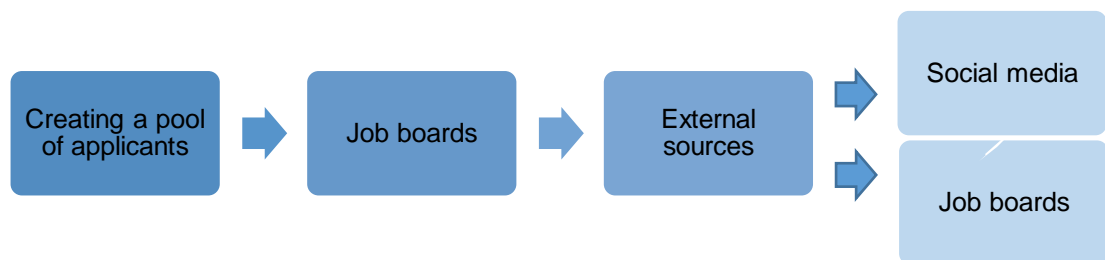 Creating a pool
of applicants
Job boards
External
sources
Social media
Job boards